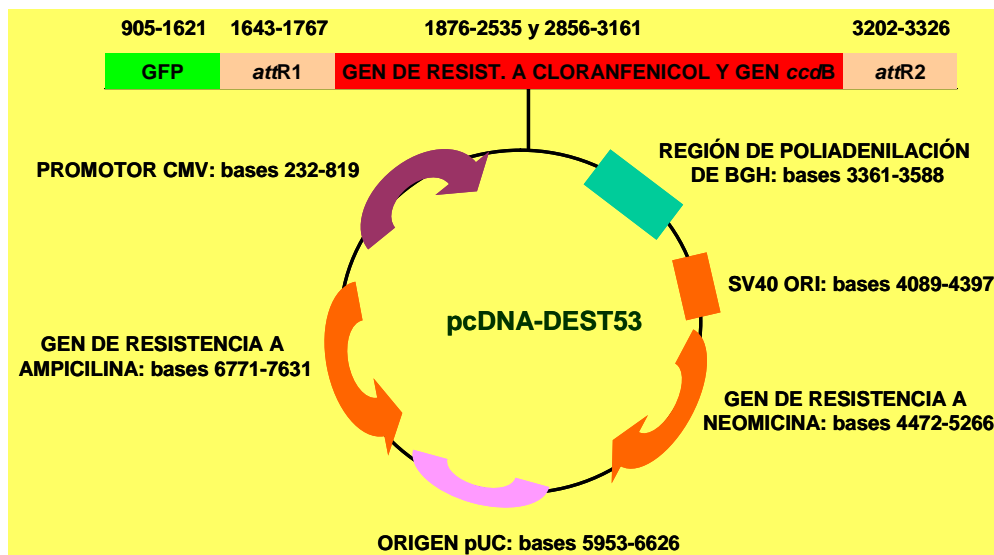 905-1621 1643-1767 1876-2535 y 2856-3161 3202-3326
GFP attR1 GEN DE RESIST. A CLORANFENICOL Y GEN ccdB attR2
PROMOTOR CMV: bases 232-819
REGIÓN DE POLIADENILACIÓN
DE BGH: bases 3361-3588
SV40 ORI: bases 4089-4397
pcDNA-DEST53
GEN DE RESISTENCIA A
AMPICILINA: bases 6771-7631
GEN DE RESISTENCIA A
NEOMICINA: bases 4472-5266
ORIGEN pUC: bases 5953-6626